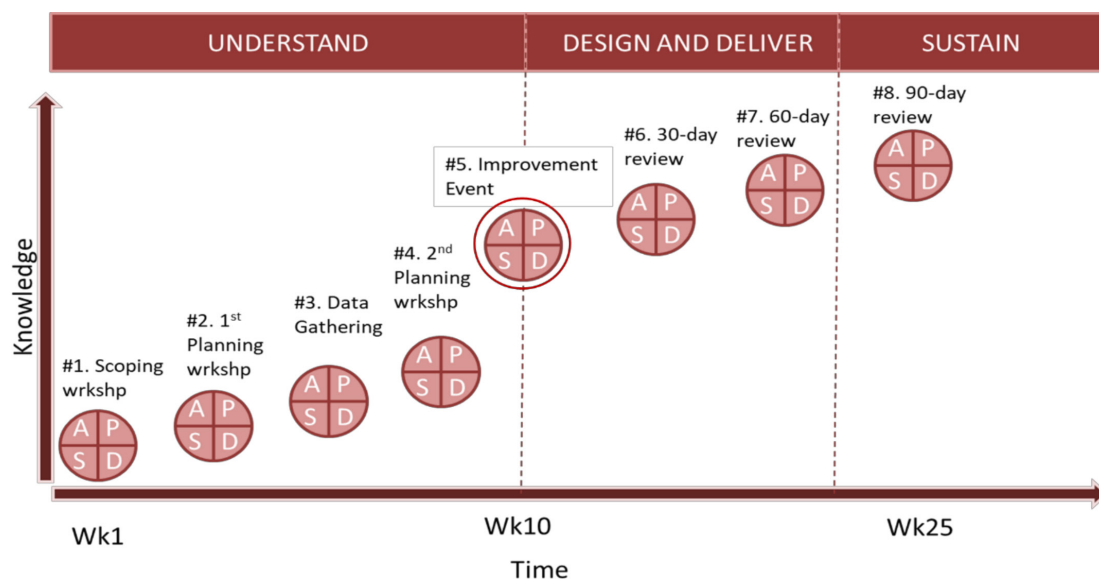 UNDERSTAND
DESIGN AND DELIVER
SUSTAIN
Knowledge
#1. Scoping
wrkshp
A P
S D
#2. 1st
Planning
wrkshp
A P
S D
#3. Data
Gathering
A P
S D
#4. 2nd
Planning
wrkshp
A P
S D
#5. Improvement
Event
A P
S D
#6. 30-day
review
A P
S D
#7. 60-day
review
A P
S D
#8. 90-day
review
A P
S D
Wk1
Wk10
Wk25
Time